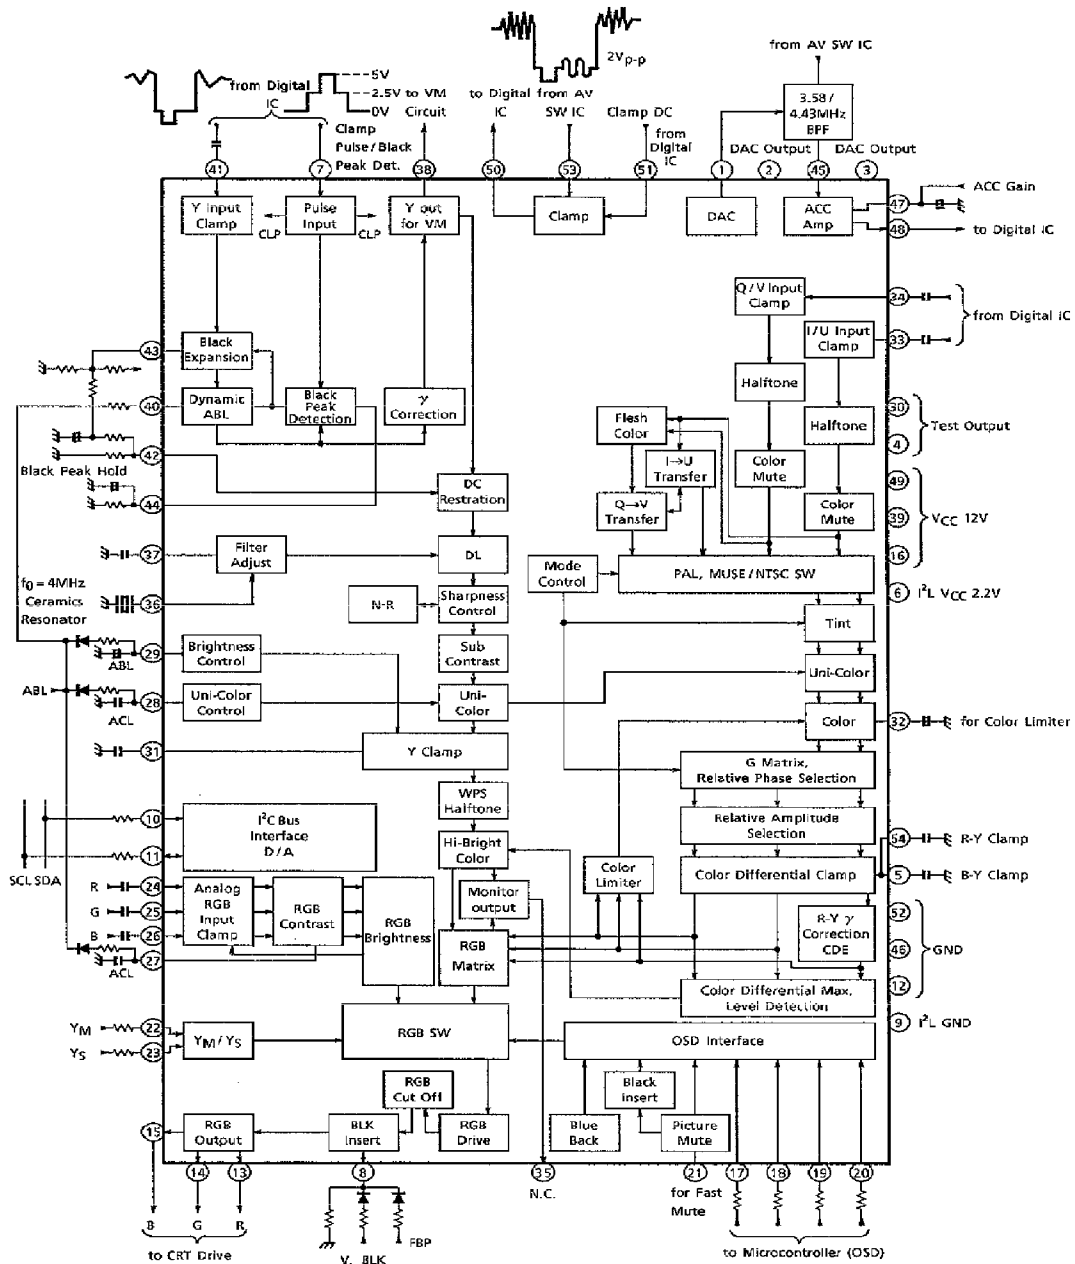 from AV SW IC
2Vp-p
5V
2.5V to VM
0V
from Digital
IC
Circuit
to Digital
IC
from AV
SW IC
Clamp DC
from
Digital
IC
3.58/
4.43MHz
BPF
Clamp
Pulse/Black
Peak Det.
DAC Output
DAC Output
41
7
38
50
53
51
1
2
45
3
Y Input
Clamp
CLP
Pulse
Input
CLP
Y out
for VM
Clamp
DAC
ACC
Amp
47
ACC Gain
48
to Digital IC
Q/V Input
Clamp
34
I/U Input
Clamp
33
from Digital IC
43
Black
Expansion
40
Dynamic
ABL
Black
Peak
Detection
γ
Correction
Halftone
Halftone
30
4
Test Output
42
Black Peak Hold
44
Flesh
Color
I→U
Transfer
Q→V
Transfer
Color
Mute
Color
Mute
49
39
16
VCC 12V
DC
Restration
37
Filter
Adjust
DL
Mode
Control
PAL, MUSE/NTSC SW
6
I²L VCC 2.2V
f0=4MHz
Ceramics
Resonator
36
N-R
Sharpness
Control
Tint
ABL
29
Brightness
Control
Sub
Contrast
Uni-Color
ABL
ACL
28
Uni-Color
Control
Uni-
Color
Color
32
for Color Limiter
31
Y Clamp
G Matrix,
Relative Phase Selection
WPS
Halftone
10
11
SCL SDA
I²C Bus
Interface
D/A
Hi-Bright
Color
Relative Amplitude
Selection
54
R-Y Clamp
Color
Limiter
Color Differential Clamp
5
B-Y Clamp
R
24
G
25
B
26
27
ACL
Analog
RGB
Input
Clamp
RGB
Contrast
RGB
Brightness
Monitor
output
RGB
Matrix
R-Y γ
Correction
CDE
52
46
12
GND
Color Differential Max,
Level Detection
9
I²L GND
YM
22
YS
23
YM/YS
RGB SW
OSD Interface
RGB
Cut Off
Black
insert
15
RGB
Output
BLK
Insert
RGB
Drive
Blue
Back
Picture
Mute
14
13
8
35
N.C.
21
for Fast
Mute
17
18
19
20
B
G
R
to CRT Drive
V. BLK
FBP
to Microcontroller (OSD)